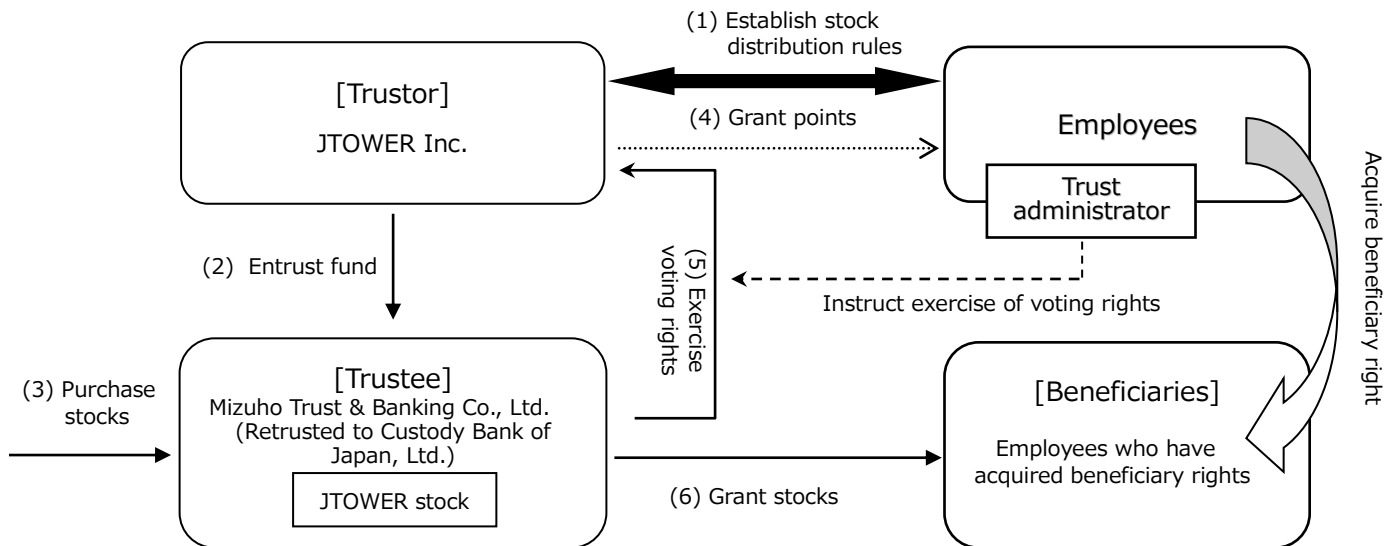 (1) Establish stock
distribution rules
[Trustor]
JTOWER Inc.
(4) Grant points
Employees
Trust
administrator
Acquire beneficiary right
(2) Entrust fund
(5) Exercise
voting rights
Instruct exercise of voting rights
(3) Purchase
stocks
[Trustee]
Mizuho Trust & Banking Co., Ltd.
(Retrusted to Custody Bank of
Japan, Ltd.)
JTOWER stock
(6) Grant stocks
[Beneficiaries]
Employees who have
acquired beneficiary rights